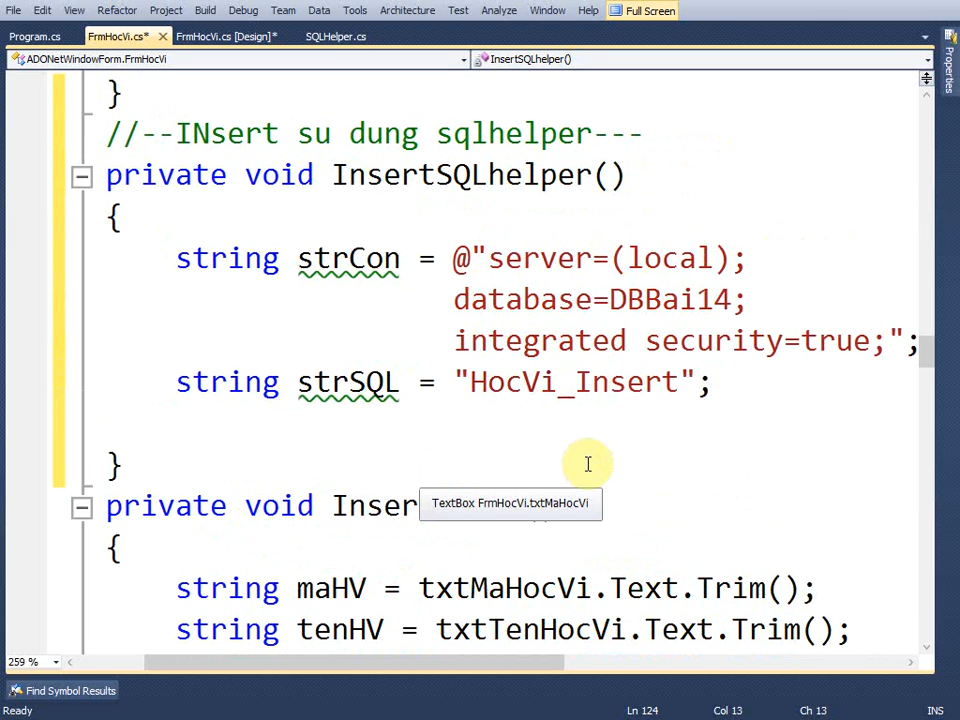 File Edit View Refactor Project Build Debug Team Data Tools Architecture Test Analyze Window Help Full Screen
Program.cs FrmHocVi.cs* FrmHocVi.cs [Design]* SQLHelper.cs
ADONetWindowForm.FrmHocVi InsertSQLhelper()
Properties
}
//--INsert su dung sqlhelper---
private void InsertSQLhelper()
{
string strCon = @"server=(local);
database=DBBai14;
integrated security=true;";
string strSQL = "HocVi_Insert";
}
private void Inser
TextBox FrmHocVi.txtMaHocVi
{
string maHV = txtMaHocVi.Text.Trim();
string tenHV = txtTenHocVi.Text.Trim();
259 %
Find Symbol Results
Ready Ln 124 Col 13 Ch 13 INS